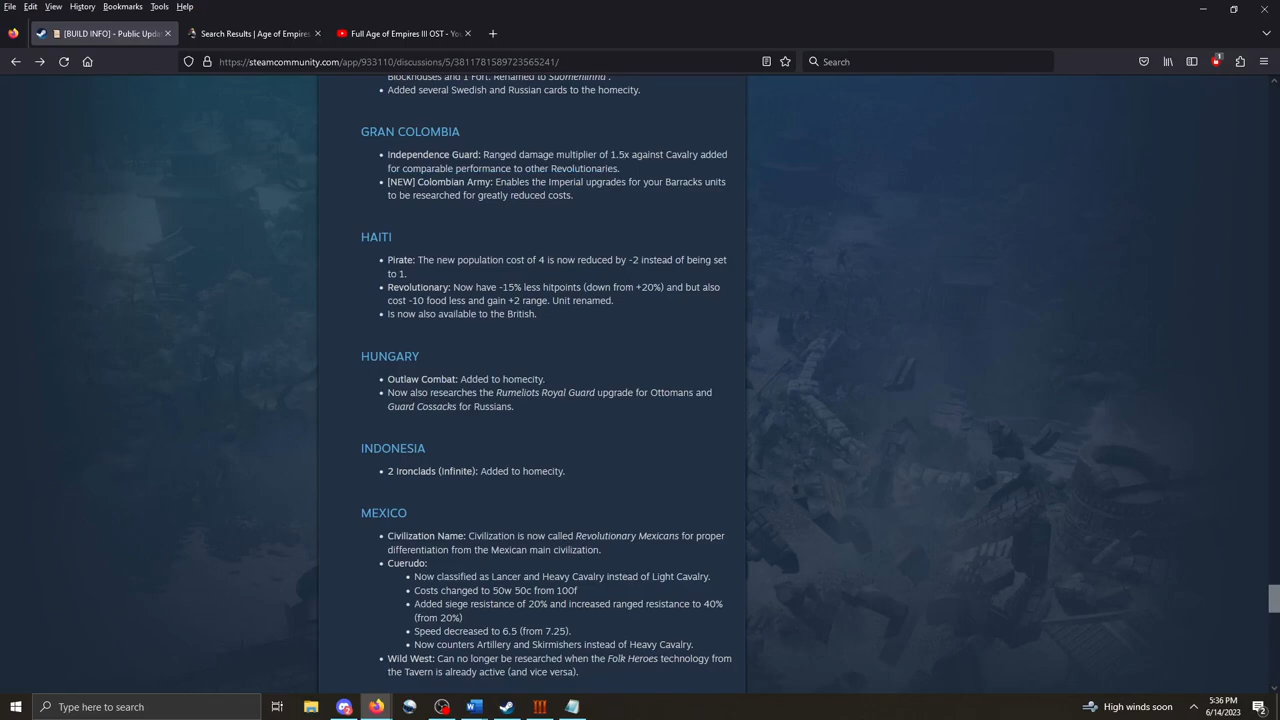 File Edit View History Bookmarks Tools Help
[BUILD INFO] - Public Upda
Search Results | Age of Empires
Full Age of Empires III OST - Yo
https://steamcommunity.com/app/933110/discussions/5/3811781589723565241/
Search
1
Blockhouses and 1 Fort. Renamed to "Suomenlinna".
• Added several Swedish and Russian cards to the homecity.
GRAN COLOMBIA
• Independence Guard: Ranged damage multiplier of 1.5x against Cavalry added
for comparable performance to other Revolutionaries.
• [NEW] Colombian Army: Enables the Imperial upgrades for your Barracks units
to be researched for greatly reduced costs.
HAITI
• Pirate: The new population cost of 4 is now reduced by -2 instead of being set
to 1.
• Revolutionary: Now have -15% less hitpoints (down from +20%) and but also
cost -10 food less and gain +2 range. Unit renamed.
• Is now also available to the British.
HUNGARY
• Outlaw Combat: Added to homecity.
• Now also researches the Rumeliots Royal Guard upgrade for Ottomans and
Guard Cossacks for Russians.
INDONESIA
• 2 Ironclads (Infinite): Added to homecity.
MEXICO
• Civilization Name: Civilization is now called Revolutionary Mexicans for proper
differentiation from the Mexican main civilization.
• Cuerudo:
• Now classified as Lancer and Heavy Cavalry instead of Light Cavalry.
• Costs changed to 50w 50c from 100f
• Added siege resistance of 20% and increased ranged resistance to 40%
(from 20%)
• Speed decreased to 6.5 (from 7.25).
• Now counters Artillery and Skirmishers instead of Heavy Cavalry.
• Wild West: Can no longer be researched when the Folk Heroes technology from
the Tavern is already active (and vice versa).
Type here to search
High winds soon
5:36 PM
6/14/2023
2